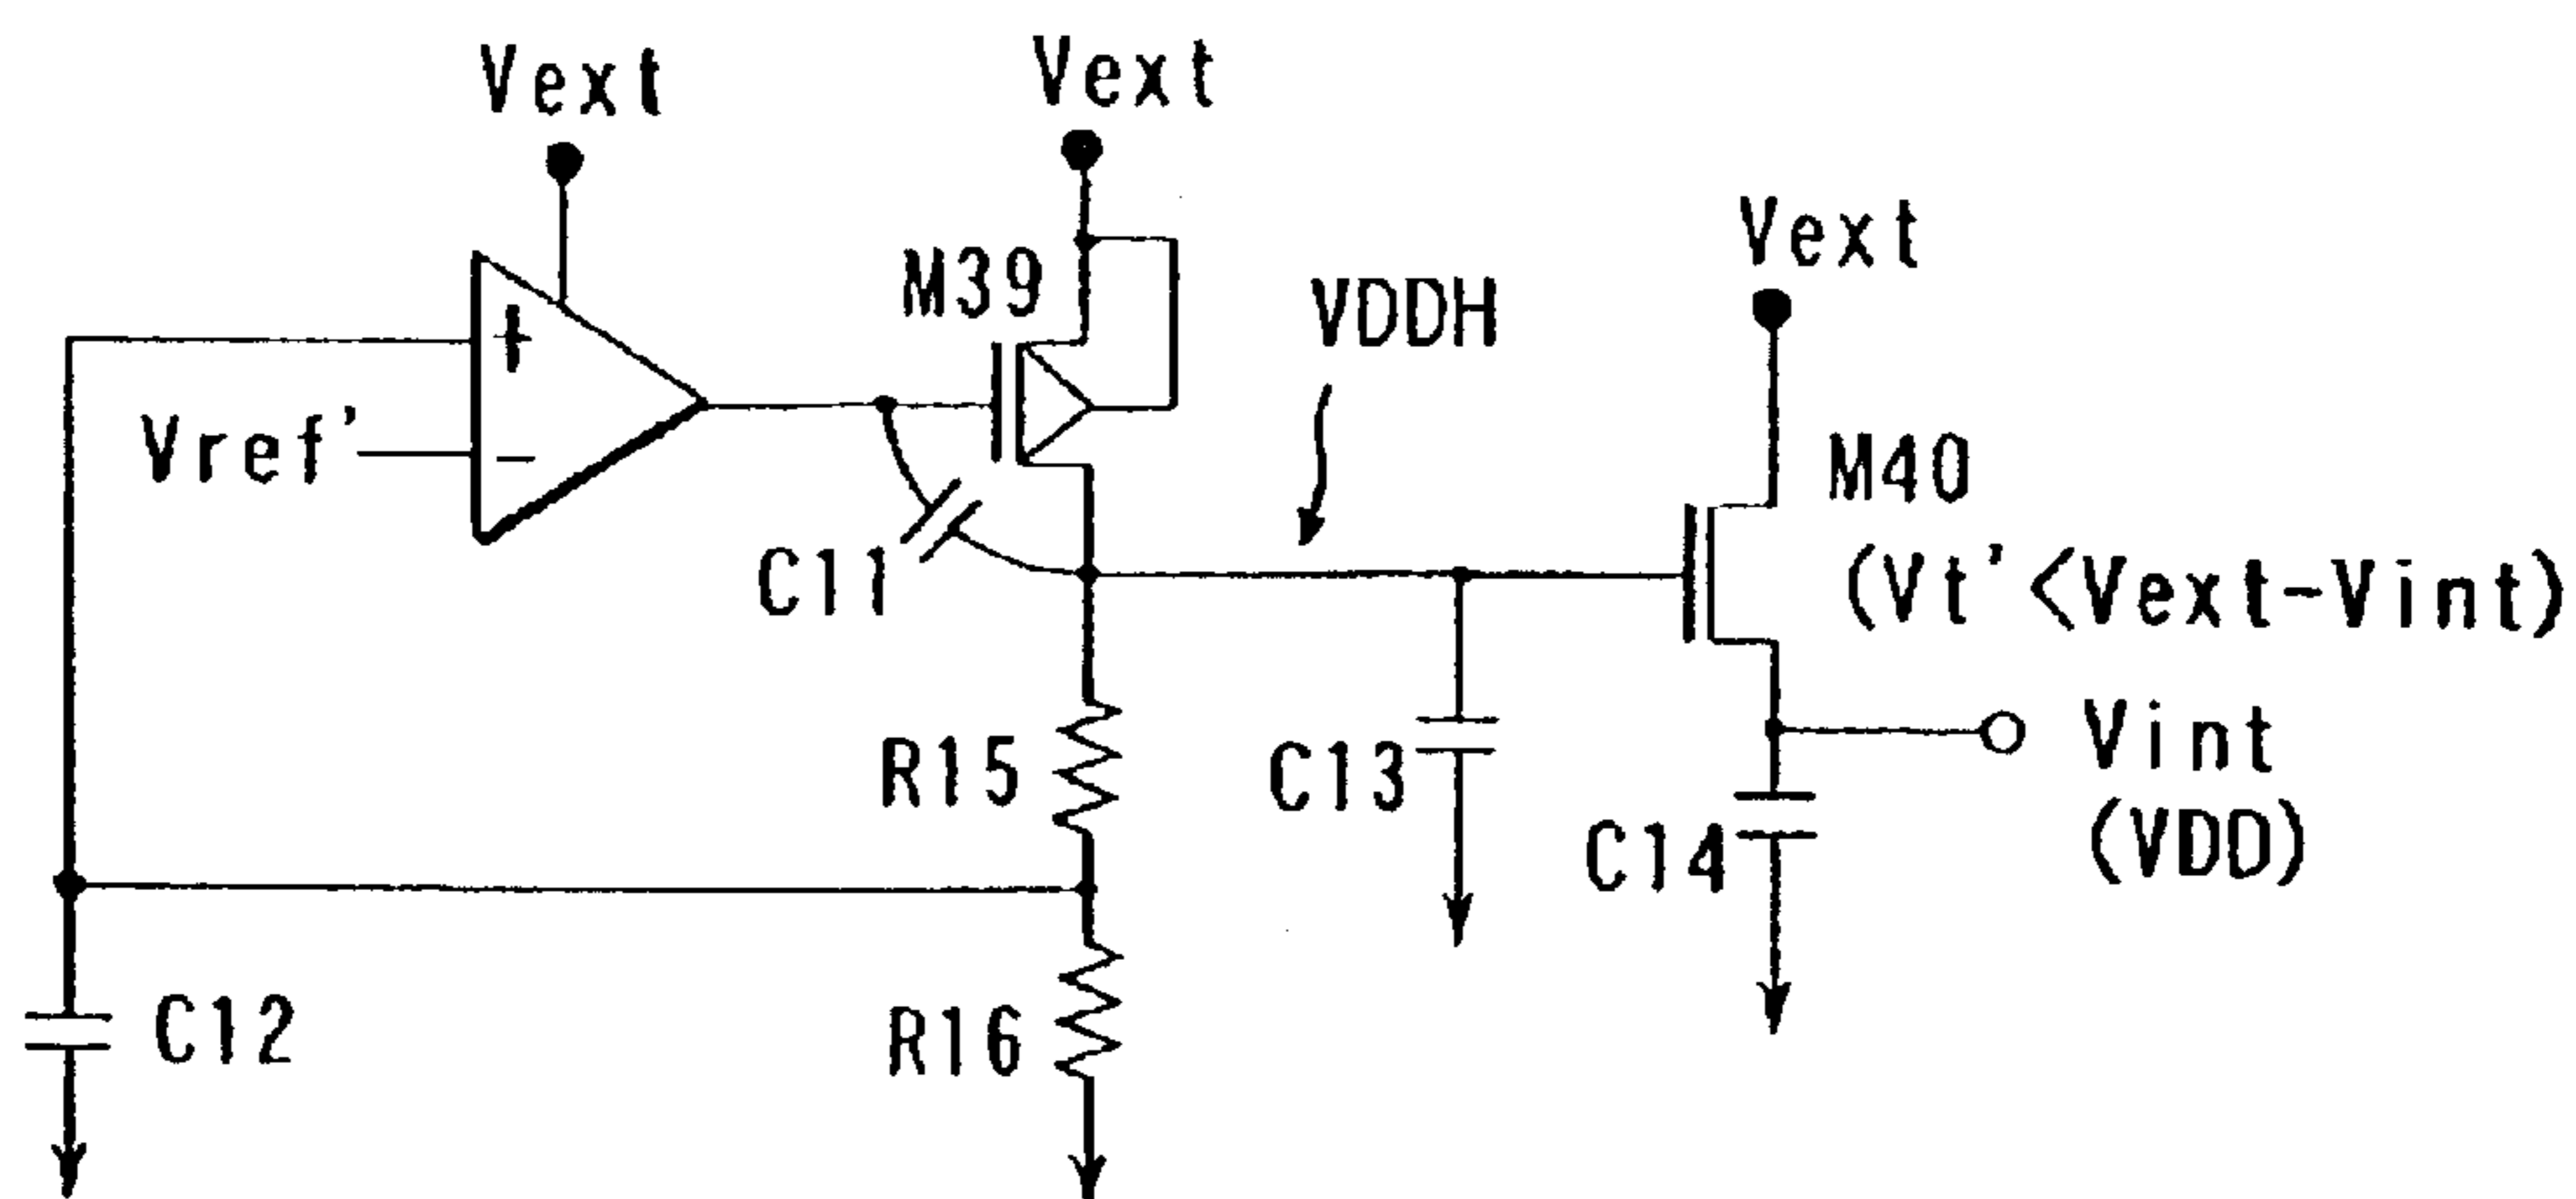 Vext
Vext
Vext
M39
VDDH
+
Vref'
-
M40
(Vt'<Vext-Vint)
C11
R15
C13
Vint
(VDD)
C14
C12
R16